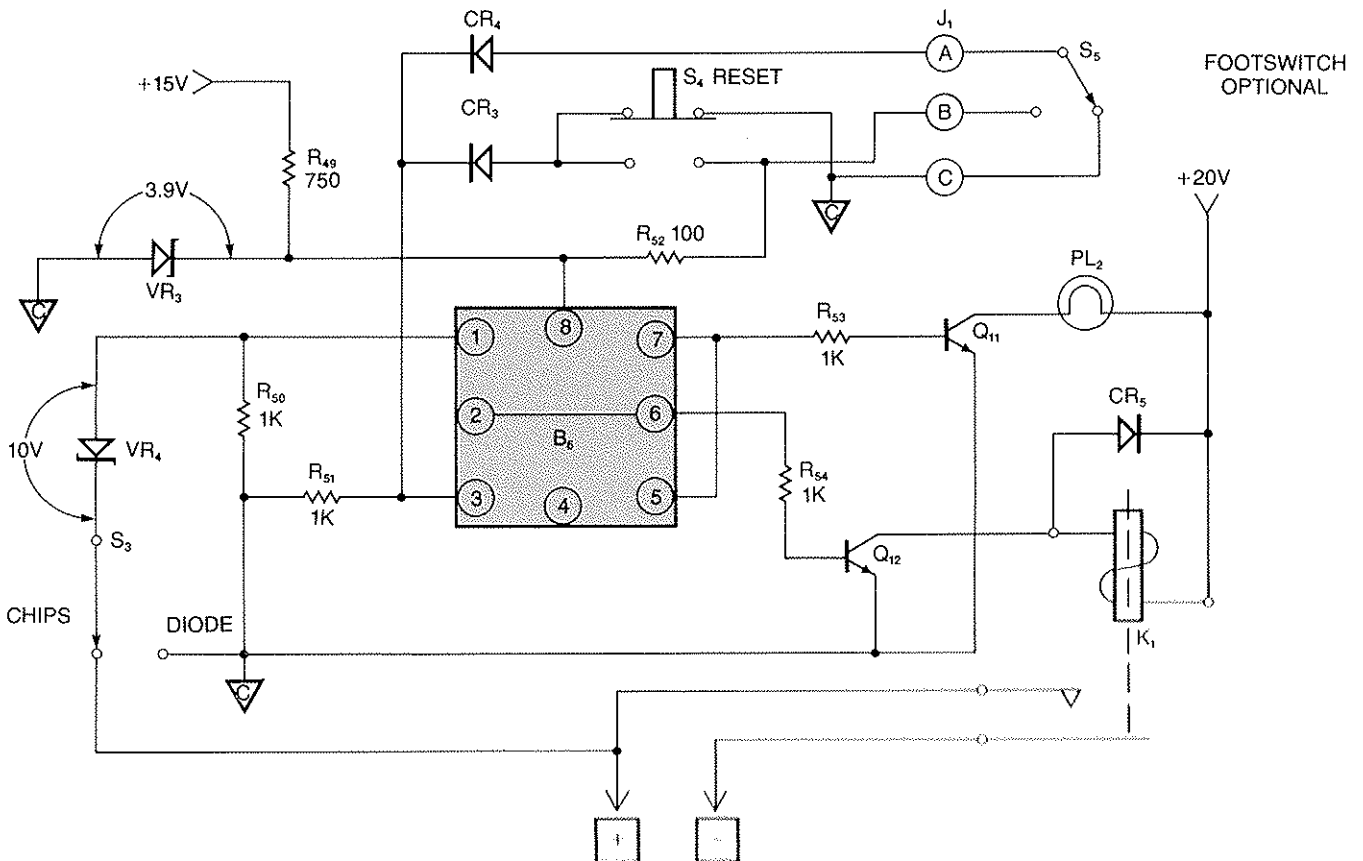 CR₄
J₁
A
S₅
FOOTSWITCH
OPTIONAL
+15V
S₄ RESET
CR₃
B
R₄₉
750
C
+20V
3.9V
C
R₅₂ 100
VR₃
C
PL₂
1
8
7
R₅₃
1K
Q₁₁
R₅₀
1K
2
6
B₆
CR₅
10V
VR₄
R₅₁
1K
R₅₄
1K
3
4
5
S₃
Q₁₂
CHIPS
DIODE
K₁
C
+
-